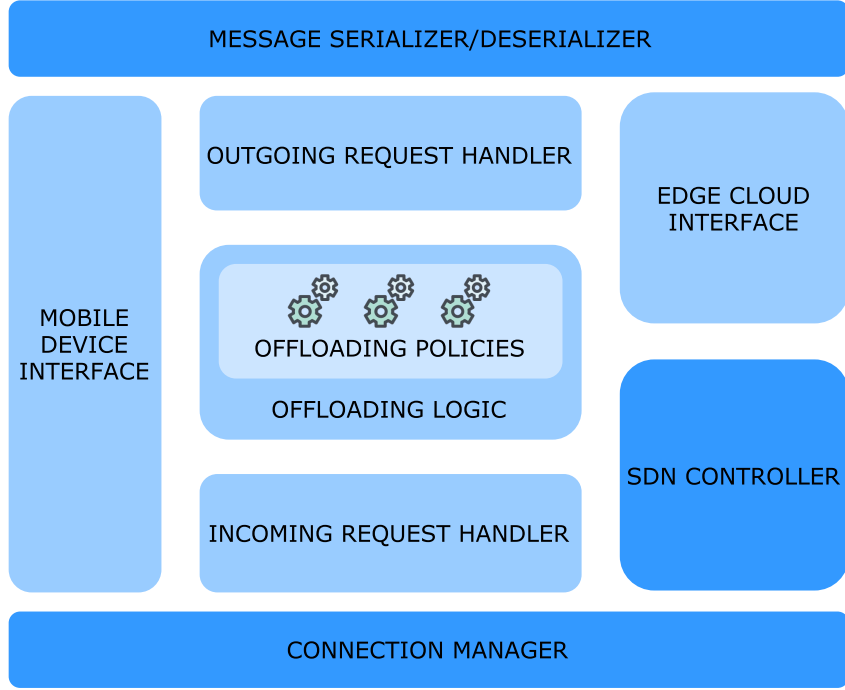 MESSAGE SERIALIZER/DESERIALIZER
OUTGOING REQUEST HANDLER
EDGE CLOUD
INTERFACE
MOBILE
DEVICE
INTERFACE
OFFLOADING POLICIES
OFFLOADING LOGIC
SDN CONTROLLER
INCOMING REQUEST HANDLER
CONNECTION MANAGER